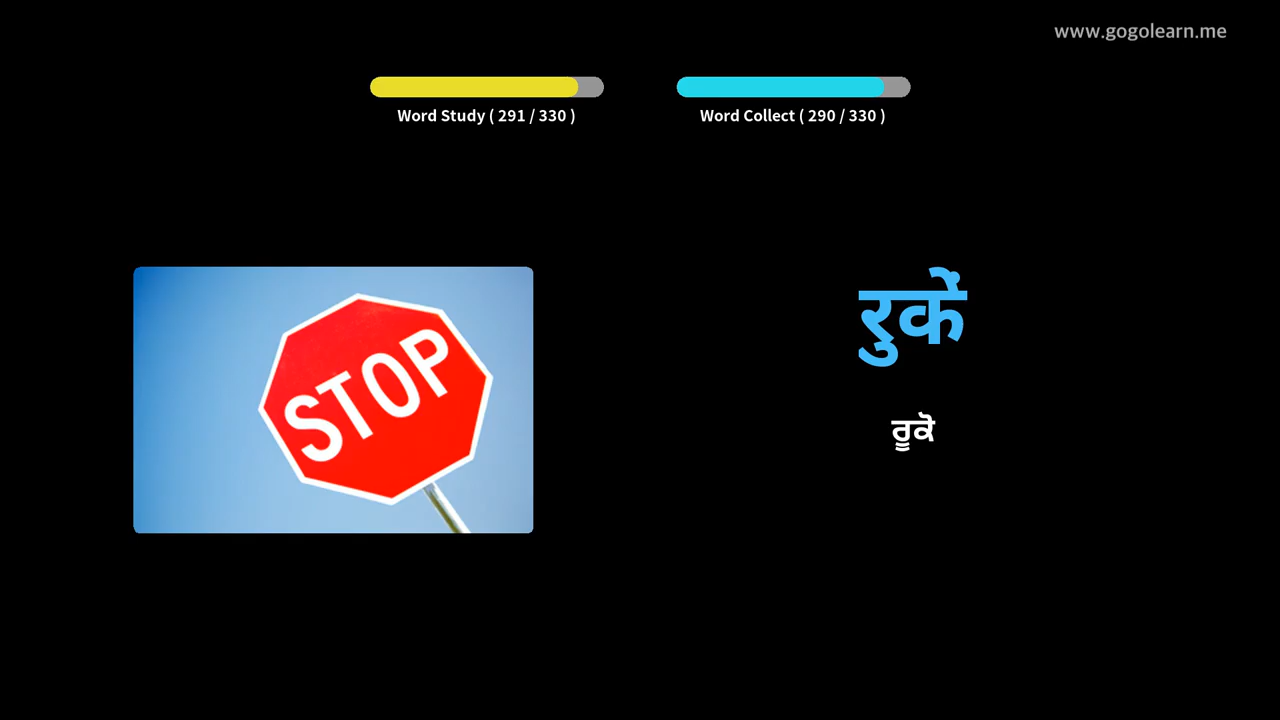 www.gogolearn.me
Word Study ( 291 / 330 )
Word Collect ( 290 / 330 )
STOP
रुकें
ਰੂਕੋ